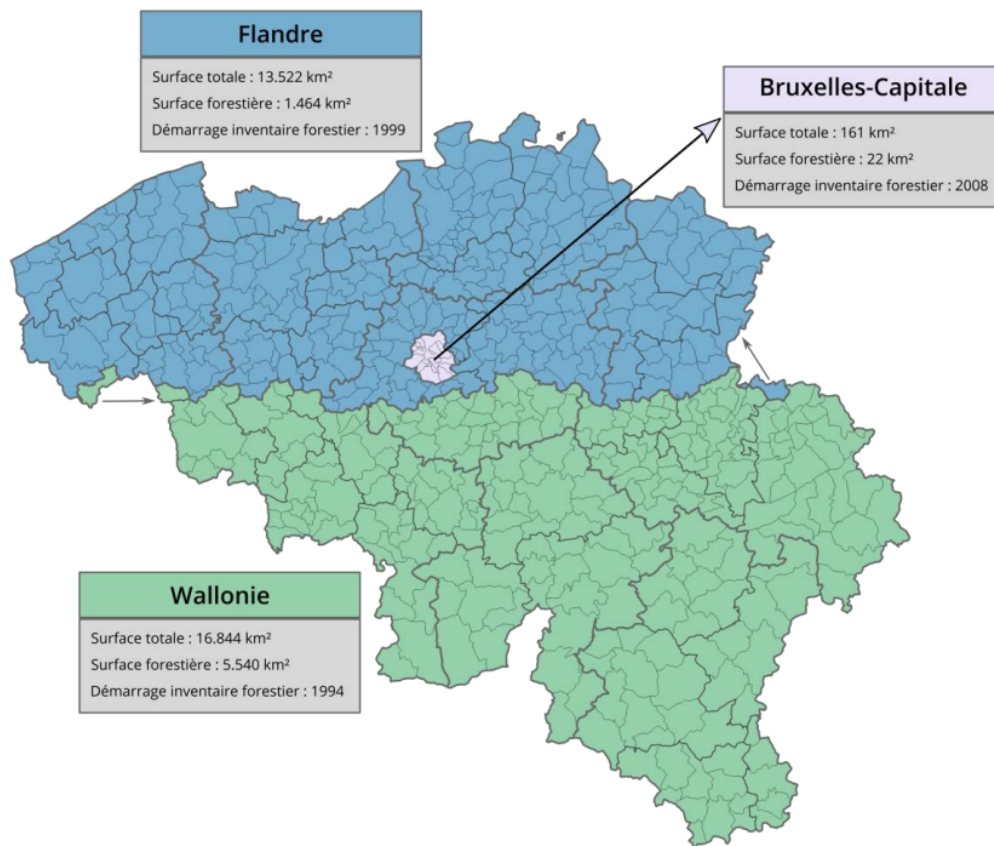 Flandre
Surface totale : 13.522 km²
Surface forestière : 1.464 km²
Démarrage inventaire forestier : 1999
Bruxelles-Capitale
Surface totale : 161 km²
Surface forestière : 22 km²
Démarrage inventaire forestier : 2008
Wallonie
Surface totale : 16.844 km²
Surface forestière : 5.540 km²
Démarrage inventaire forestier : 1994